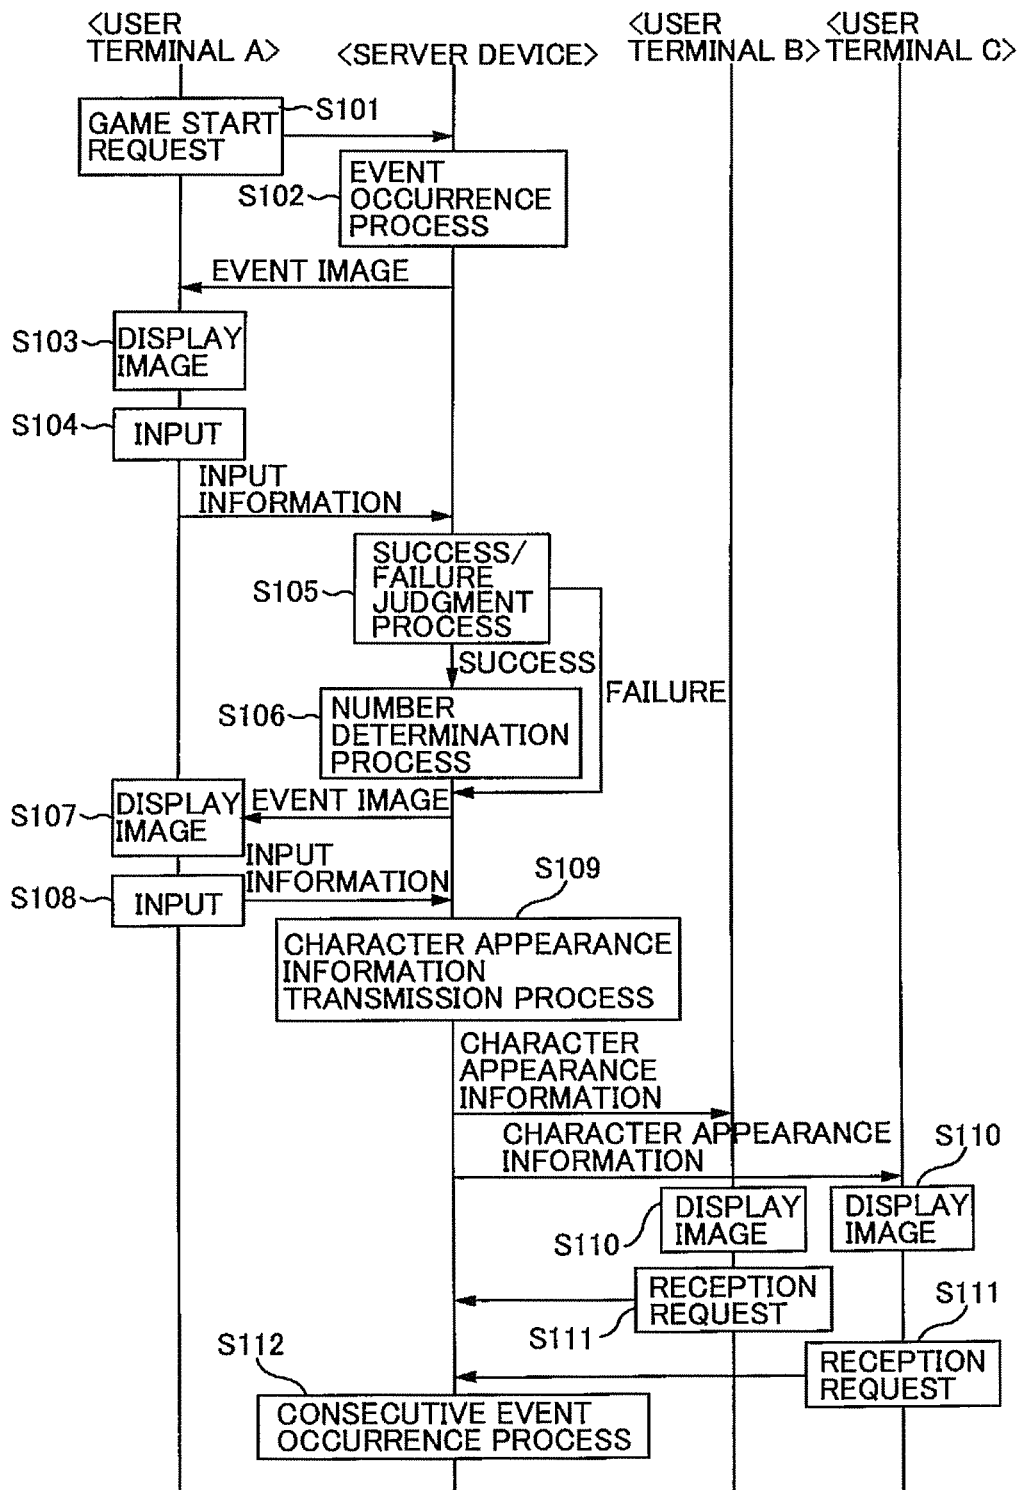 <USER
TERMINAL A>
<SERVER DEVICE>
<USER
TERMINAL B>
<USER
TERMINAL C>
S101
GAME START
REQUEST
S102
EVENT
OCCURRENCE
PROCESS
EVENT IMAGE
S103
DISPLAY
IMAGE
S104
INPUT
INPUT
INFORMATION
S105
SUCCESS/
FAILURE
JUDGMENT
PROCESS
SUCCESS
FAILURE
S106
NUMBER
DETERMINATION
PROCESS
S107
DISPLAY
IMAGE
EVENT IMAGE
INPUT
INFORMATION
S108
INPUT
S109
CHARACTER APPEARANCE
INFORMATION
TRANSMISSION PROCESS
CHARACTER
APPEARANCE
INFORMATION
CHARACTER APPEARANCE
INFORMATION
S110
DISPLAY
IMAGE
S110
DISPLAY
IMAGE
RECEPTION
REQUEST
S111
S111
RECEPTION
REQUEST
S112
CONSECUTIVE EVENT
OCCURRENCE PROCESS